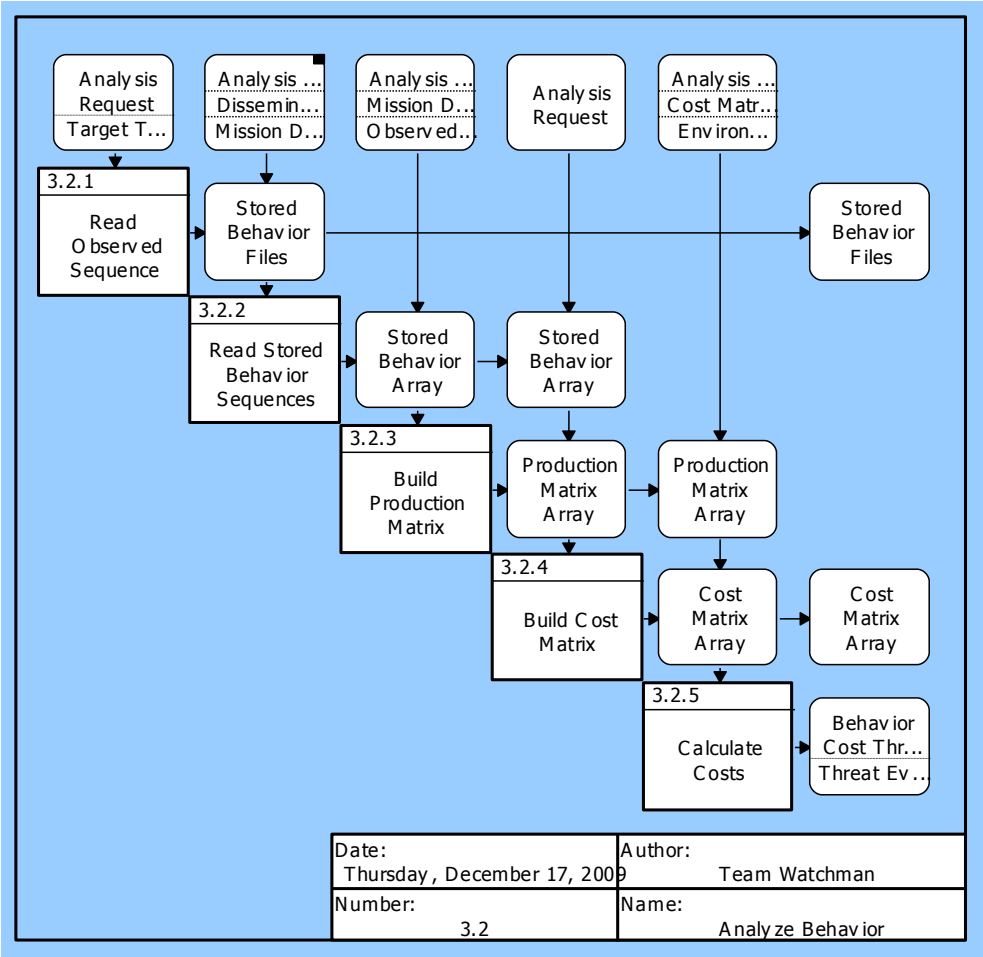 Analysis
Request
Target T...
Analysis ...
Dissemin...
Mission D...
Analysis ...
Mission D...
Observed...
Analysis
Request
Analysis ...
Cost Matr...
Environ...
3.2.1
Read
Observed
Sequence
Stored
Behavior
Files
Stored
Behavior
Files
3.2.2
Read Stored
Behavior
Sequences
Stored
Behavior
Array
Stored
Behavior
Array
3.2.3
Build
Production
Matrix
Production
Matrix
Array
Production
Matrix
Array
3.2.4
Build Cost
Matrix
Cost
Matrix
Array
Cost
Matrix
Array
3.2.5
Calculate
Costs
Behavior
Cost Thr...
Threat Ev...
Date:
Thursday, December 17, 2009
Author:
Team Watchman
Number:
3.2
Name:
Analyze Behavior